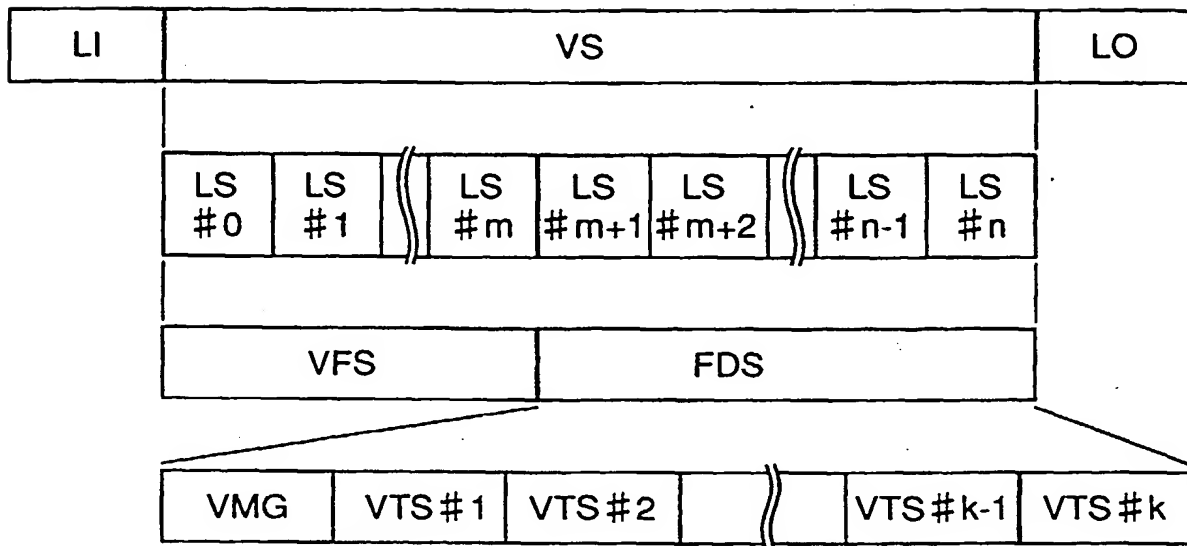 LI VS LO
LS #0 LS #1 LS #m LS #m+1 LS #m+2 LS #n-1 LS #n
VFS FDS
VMG VTS#1 VTS#2 VTS#k-1 VTS#k